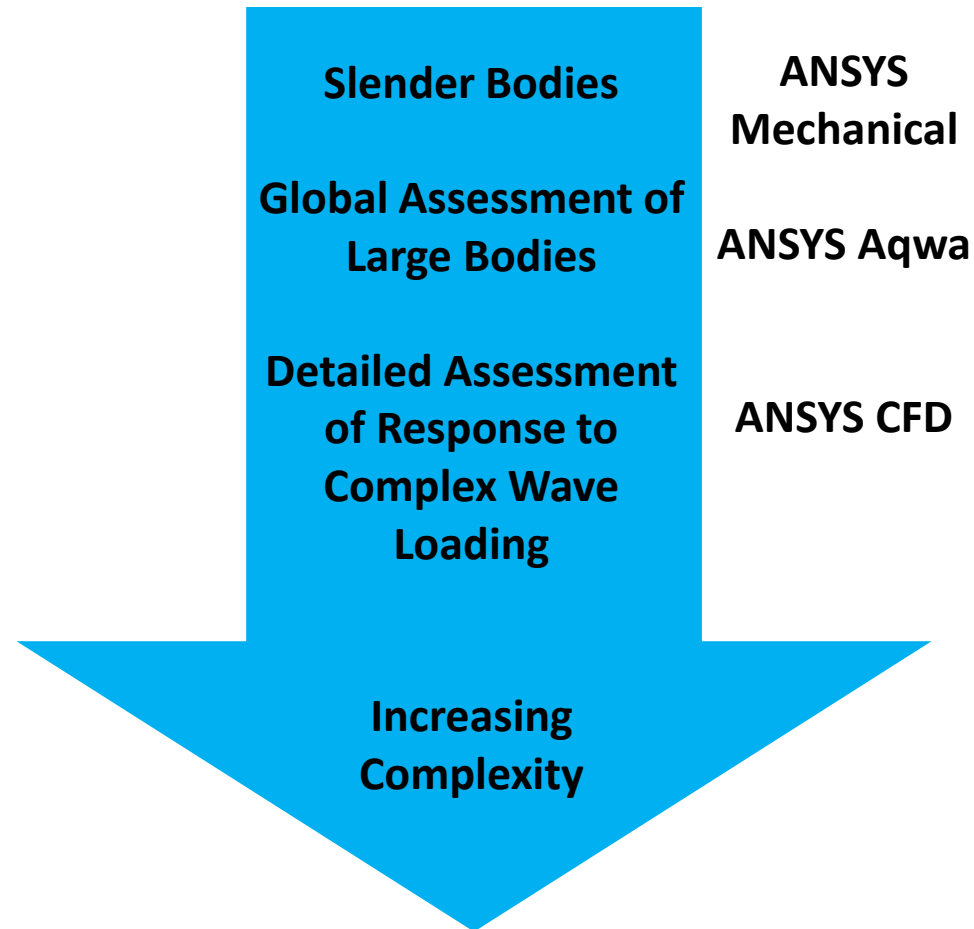 Slender Bodies
ANSYS
Mechanical
Global Assessment of
Large Bodies
ANSYS Aqwa
Detailed Assessment
of Response to
Complex Wave
Loading
ANSYS CFD
Increasing
Complexity